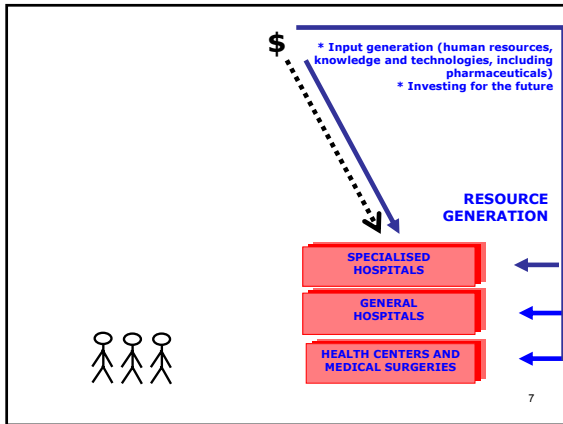 $
* Input generation (human resources,
knowledge and technologies, including
pharmaceuticals)
* Investing for the future
RESOURCE
GENERATION
SPECIALISED
HOSPITALS
GENERAL
HOSPITALS
HEALTH CENTERS AND
MEDICAL SURGERIES
7